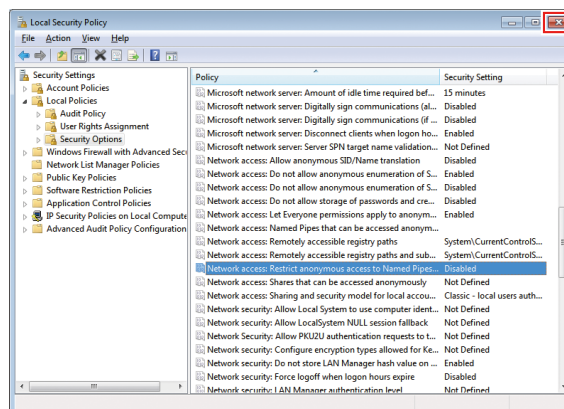 Local Security Policy
File Action View Help
Security Settings
Account Policies
Local Policies
Audit Policy
User Rights Assignment
Security Options
Windows Firewall with Advanced Secu
Network List Manager Policies
Public Key Policies
Software Restriction Policies
Application Control Policies
IP Security Policies on Local Compute
Advanced Audit Policy Configuration
Policy Security Setting
Microsoft network server: Amount of idle time required bef... 15 minutes
Microsoft network server: Digitally sign communications (al... Disabled
Microsoft network server: Digitally sign communications (if ... Disabled
Microsoft network server: Disconnect clients when logon ho... Enabled
Microsoft network server: Server SPN target name validation... Not Defined
Network access: Allow anonymous SID/Name translation Disabled
Network access: Do not allow anonymous enumeration of S... Enabled
Network access: Do not allow anonymous enumeration of S... Disabled
Network access: Do not allow storage of passwords and cre... Disabled
Network access: Let Everyone permissions apply to anonym... Enabled
Network access: Named Pipes that can be accessed anonym...
Network access: Remotely accessible registry paths System\CurrentControlS...
Network access: Remotely accessible registry paths and sub... System\CurrentControlS...
Network access: Restrict anonymous access to Named Pipes... Disabled
Network access: Shares that can be accessed anonymously Not Defined
Network access: Sharing and security model for local accou... Classic - local users auth...
Network security: Allow Local System to use computer ident... Not Defined
Network security: Allow LocalSystem NULL session fallback Not Defined
Network Security: Allow PKU2U authentication requests to t... Not Defined
Network security: Configure encryption types allowed for Ke... Not Defined
Network security: Do not store LAN Manager hash value on ... Enabled
Network security: Force logoff when logon hours expire Disabled
Network security: LAN Manager authentication level Not Defined